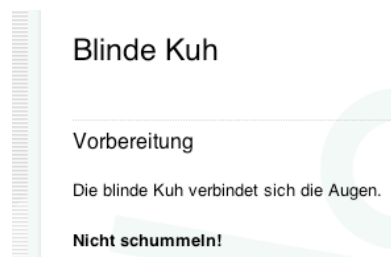 Blinde Kuh
Vorbereitung
Die blinde Kuh verbindet sich die Augen.
Nicht schummeln!